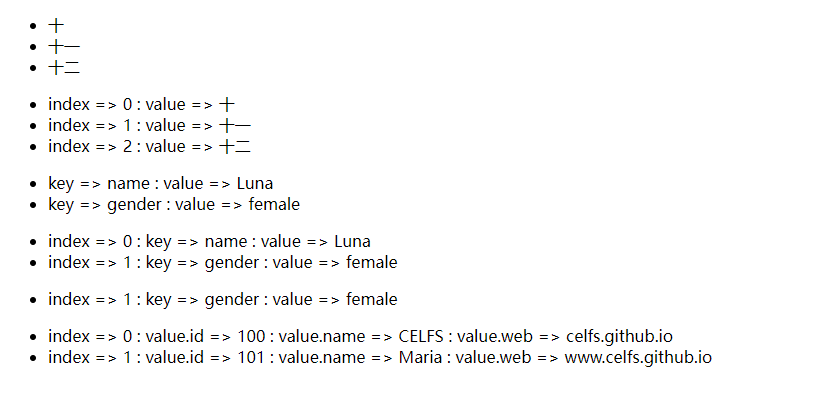 十
十一
十二
index => 0 : value => 十
index => 1 : value => 十一
index => 2 : value => 十二
key => name : value => Luna
key => gender : value => female
index => 0 : key => name : value => Luna
index => 1 : key => gender : value => female
index => 1 : key => gender : value => female
index => 0 : value.id => 100 : value.name => CELFS : value.web => celfs.github.io
index => 1 : value.id => 101 : value.name => Maria : value.web => www.celfs.github.io